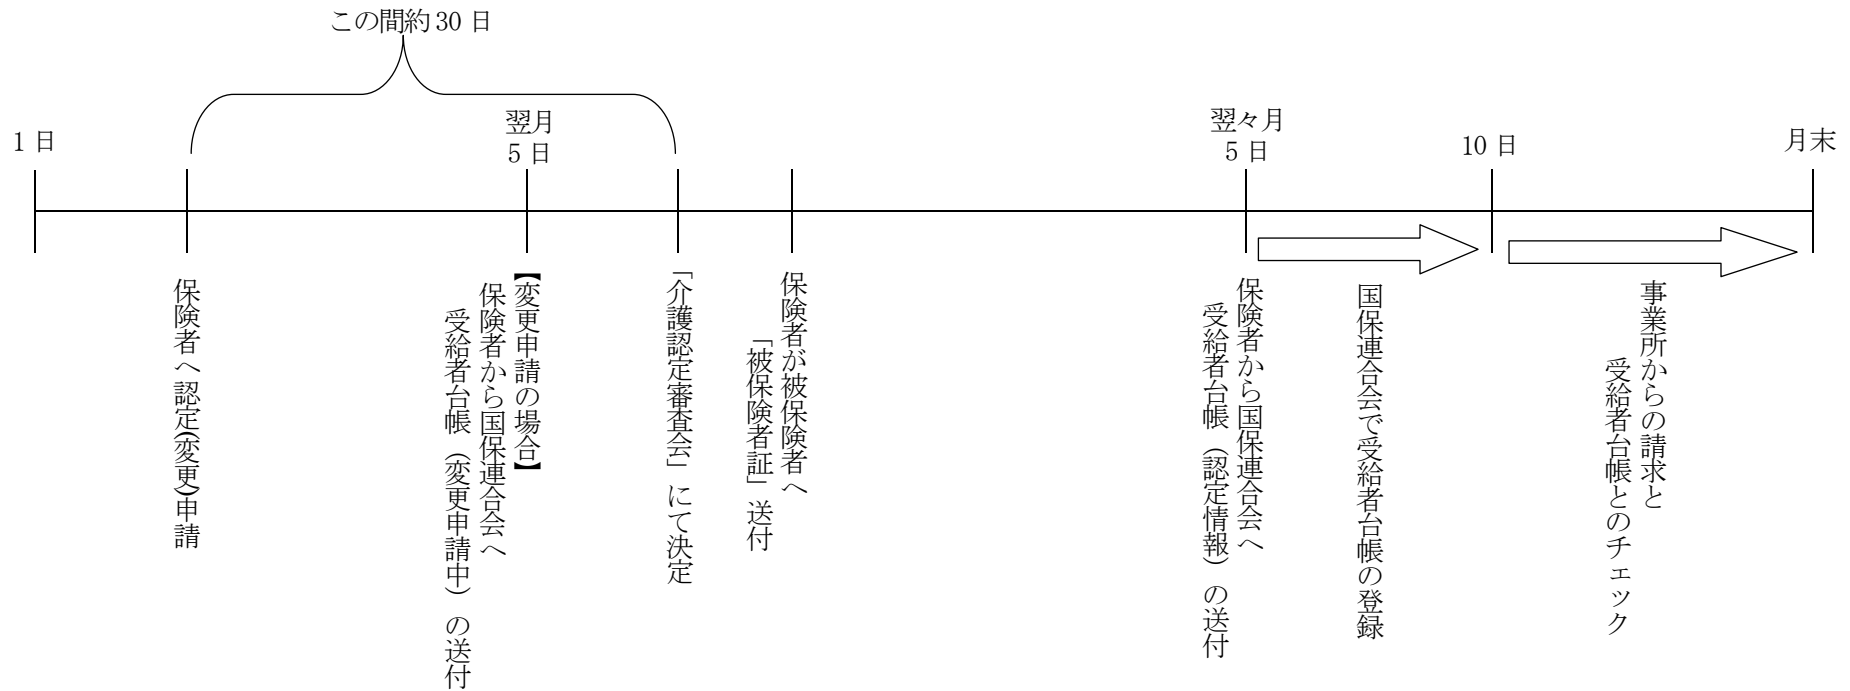 この間約30日
1日
翌月
5日
翌々月
5日
10日
月末
保険者へ認定(変更)申請
【変更申請の場合】
保険者から国保連合会へ
受給者台帳（変更申請中）の送付
「介護認定審査会」にて決定
保険者が被保険者へ
「被保険者証」送付
保険者から国保連合会へ
受給者台帳（認定情報）の送付
国保連合会で受給者台帳の登録
事業所からの請求と
受給者台帳とのチェック